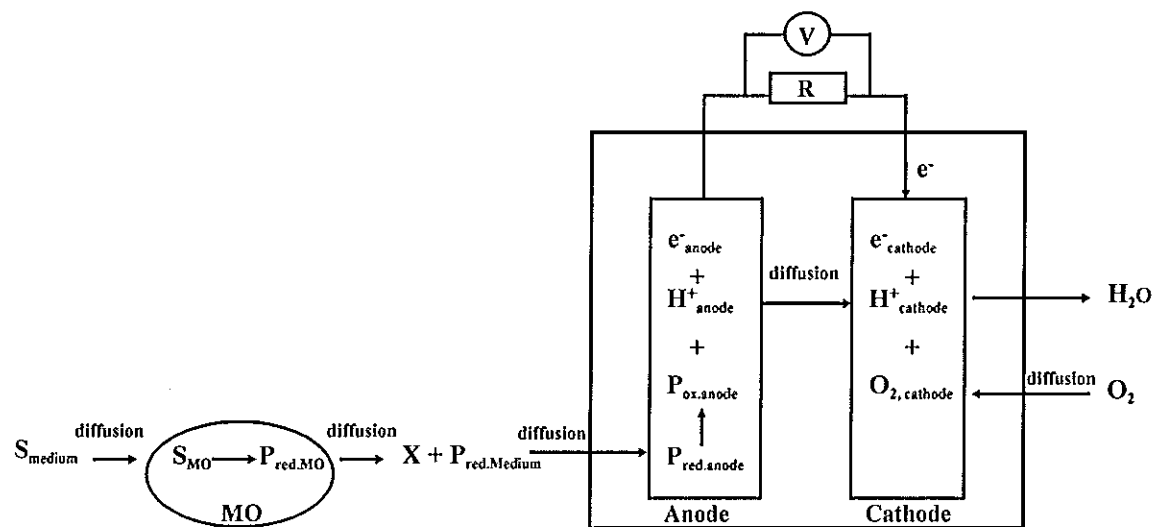 V
R
e⁻
e⁻anode
e⁻cathode
+
+
diffusion
H⁺anode
H⁺cathode
H₂O
+
+
Pox.anode
O₂, cathode
diffusion
O₂
diffusion
diffusion
diffusion
Smedium
SMO
Pred.MO
X + Pred.Medium
Pred.anode
MO
Anode
Cathode